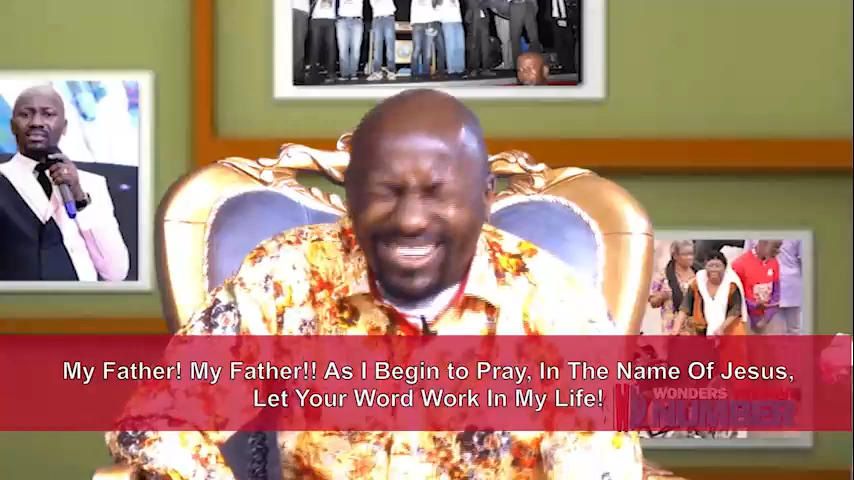 My Father! My Father!! As I Begin to Pray, In The Name Of Jesus,
Let Your Word Work In My Life!
WONDERS
NUMBER